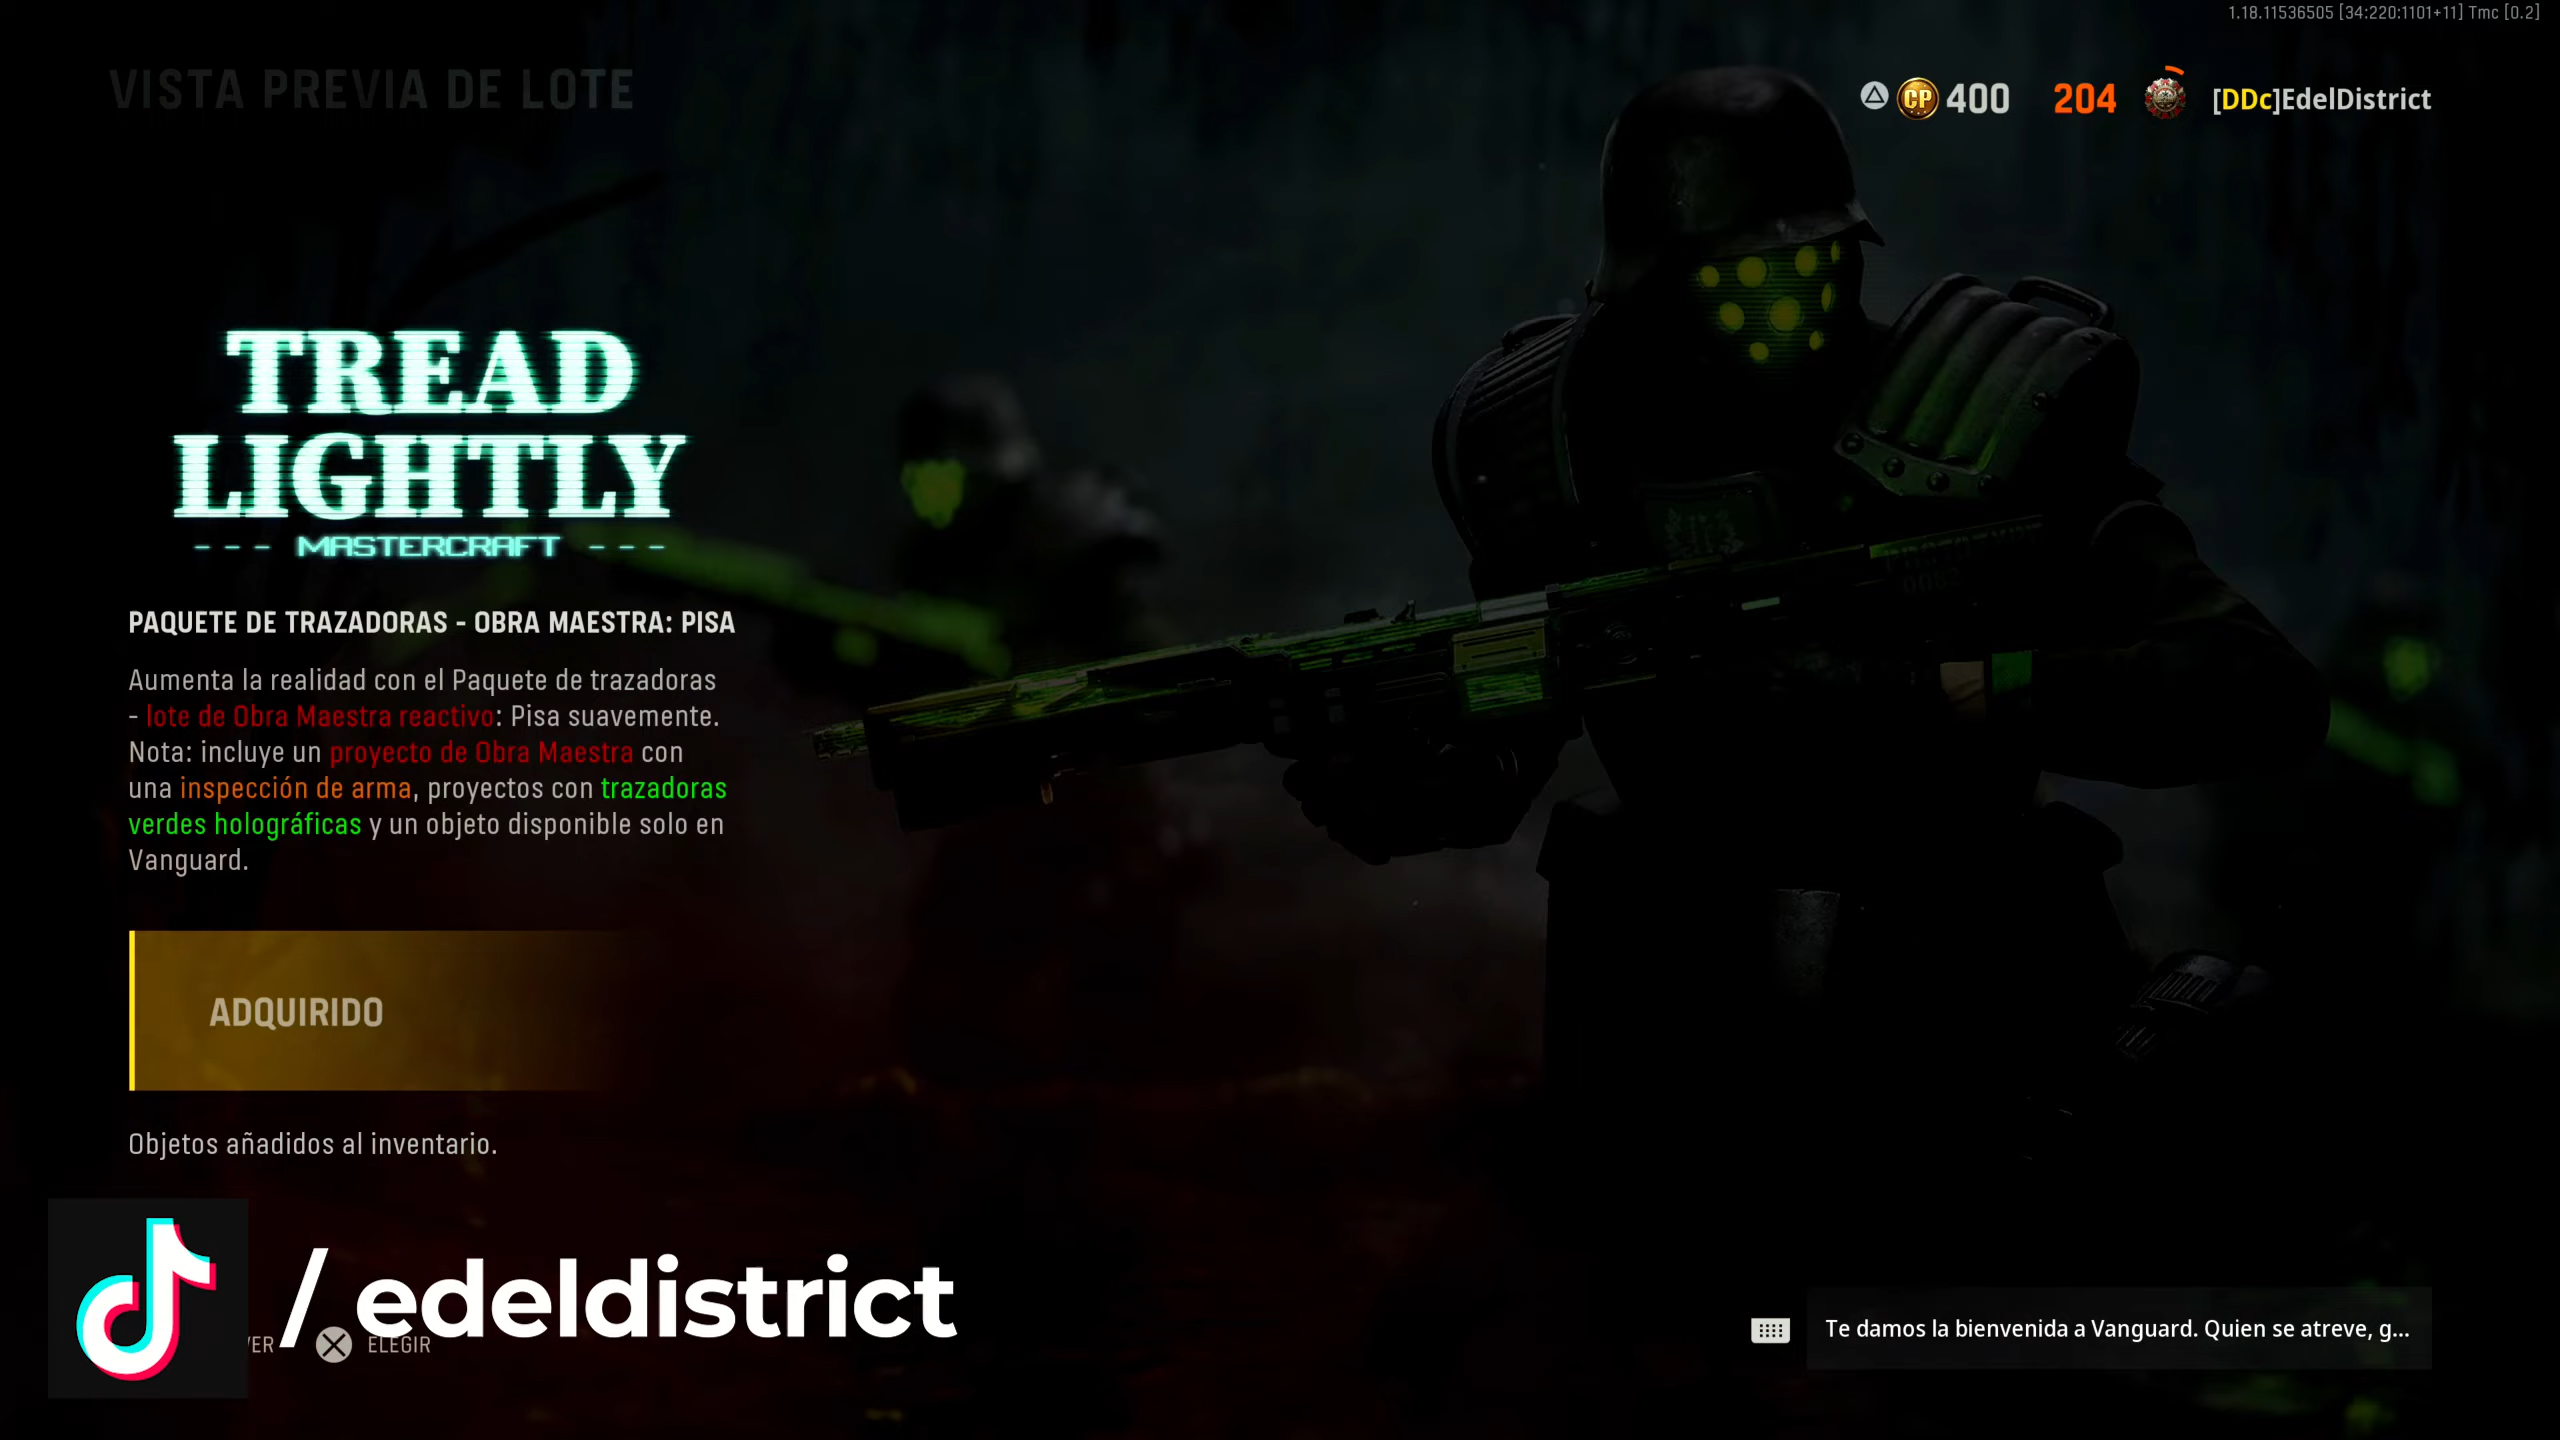 1.18.11536505 [34:220:1101+11] Tmc [0.2]
VISTA PREVIA DE LOTE
CP 400 204 [DDc]EdelDistrict
TREAD
LIGHTLY
--- MASTERCRAFT ---
PAQUETE DE TRAZADORAS - OBRA MAESTRA: PISA
Aumenta la realidad con el Paquete de trazadoras
- lote de Obra Maestra reactivo: Pisa suavemente.
Nota: incluye un proyecto de Obra Maestra con
una inspección de arma, proyectos con trazadoras
verdes holográficas y un objeto disponible solo en
Vanguard.
ADQUIRIDO
Objetos añadidos al inventario.
/edeldistrict
VER ELEGIR
Te damos la bienvenida a Vanguard. Quien se atreve, g...